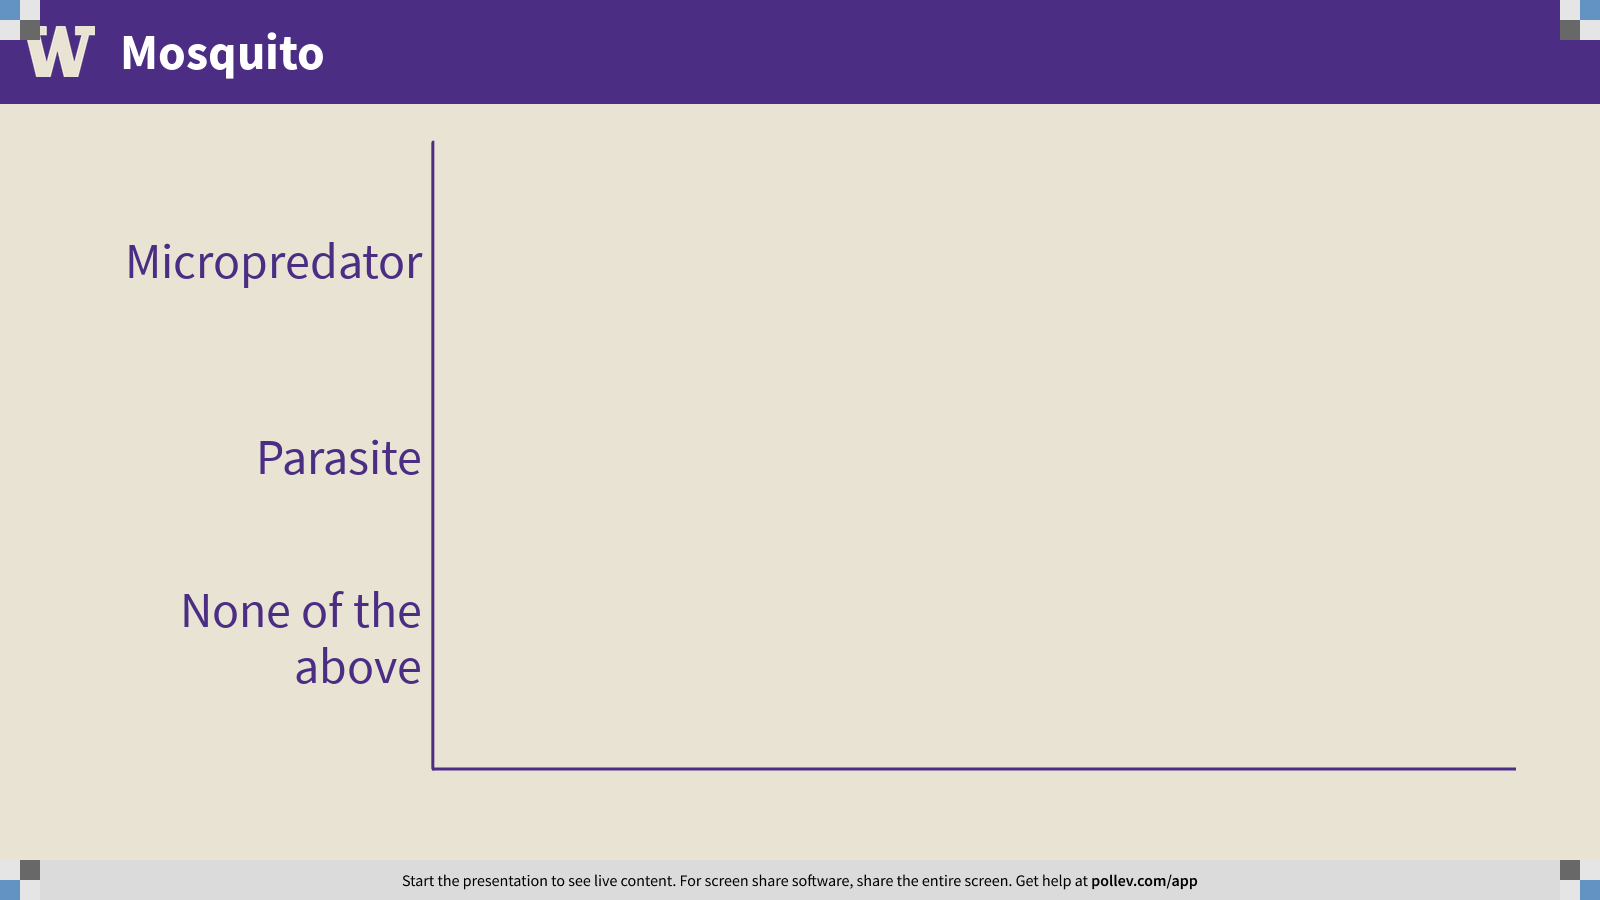 W Mosquito
Micropredator
Parasite
None of the
above
Start the presentation to see live content. For screen share software, share the entire screen. Get help at pollev.com/app